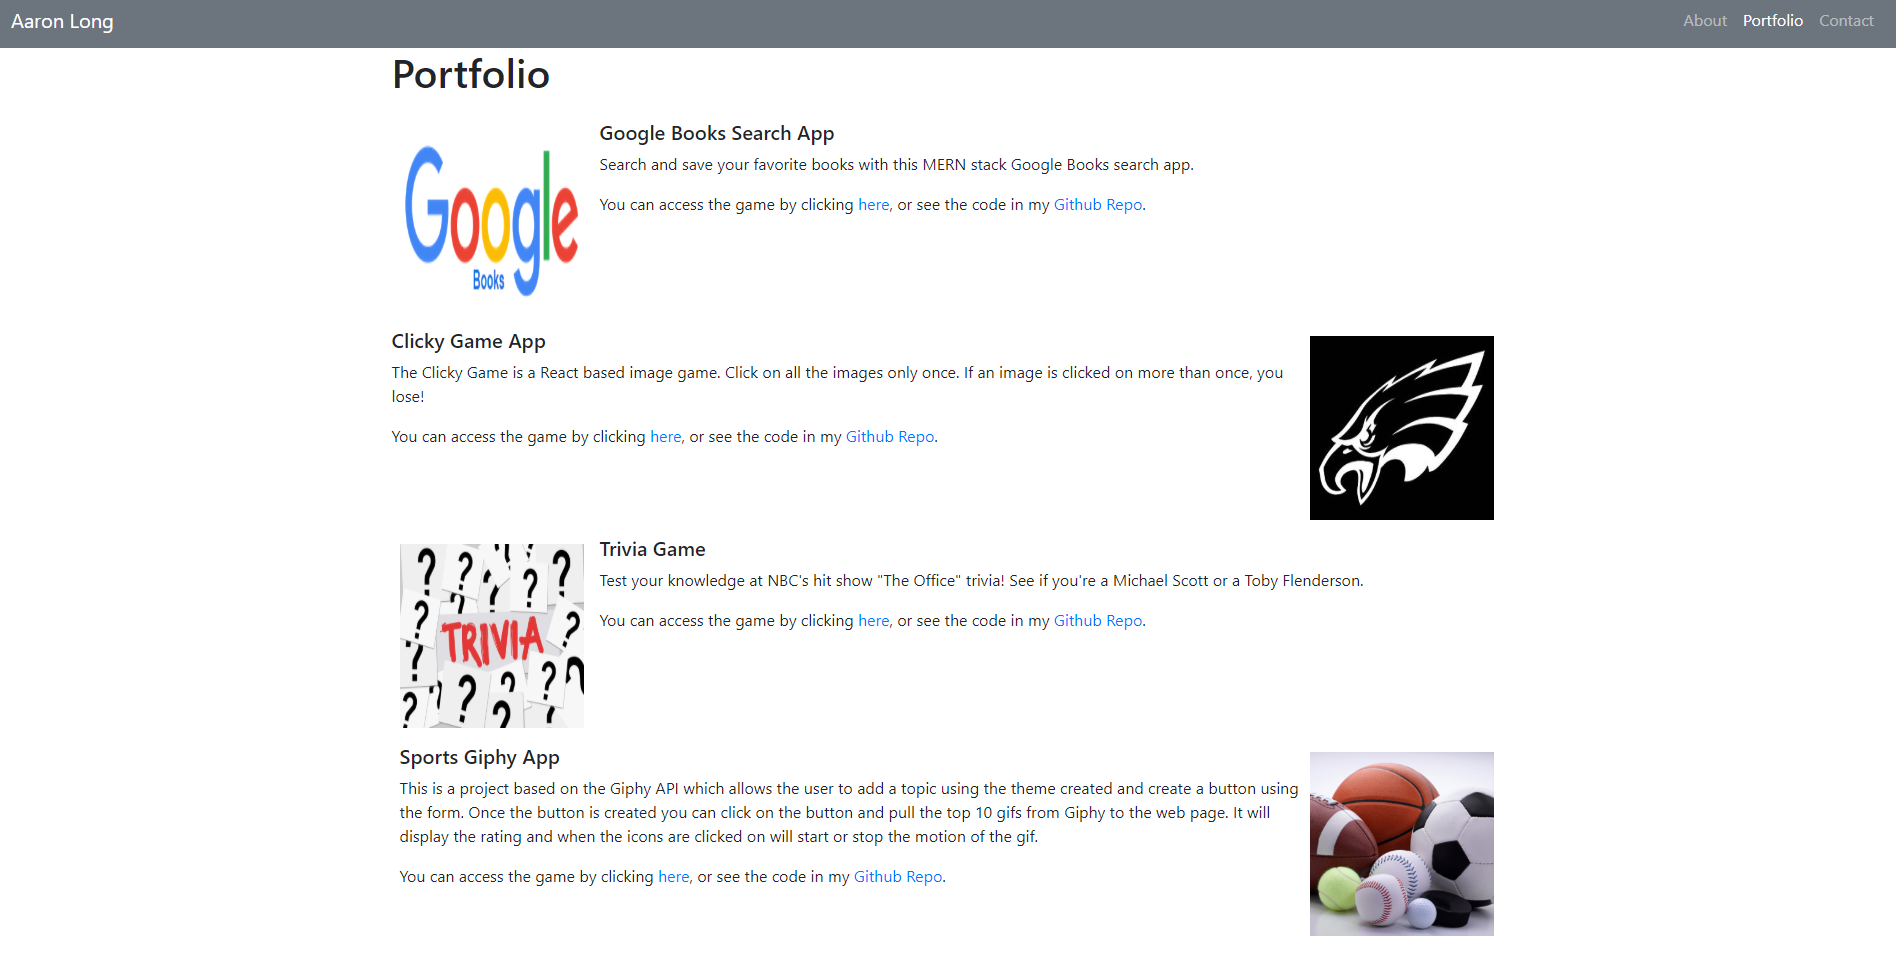 Aaron Long
About Portfolio Contact
Portfolio
Google Books
Google Books Search App
Search and save your favorite books with this MERN stack Google Books search app.
You can access the game by clicking here, or see the code in my Github Repo.
Clicky Game App
The Clicky Game is a React based image game. Click on all the images only once. If an image is clicked on more than once, you
lose!
You can access the game by clicking here, or see the code in my Github Repo.
? ? ? ? ?
? ? ?
TRIVIA
? ? ? ?
? ? ?
Trivia Game
Test your knowledge at NBC's hit show "The Office" trivia! See if you're a Michael Scott or a Toby Flenderson.
You can access the game by clicking here, or see the code in my Github Repo.
Sports Giphy App
This is a project based on the Giphy API which allows the user to add a topic using the theme created and create a button using
the form. Once the button is created you can click on the button and pull the top 10 gifs from Giphy to the web page. It will
display the rating and when the icons are clicked on will start or stop the motion of the gif.
You can access the game by clicking here, or see the code in my Github Repo.